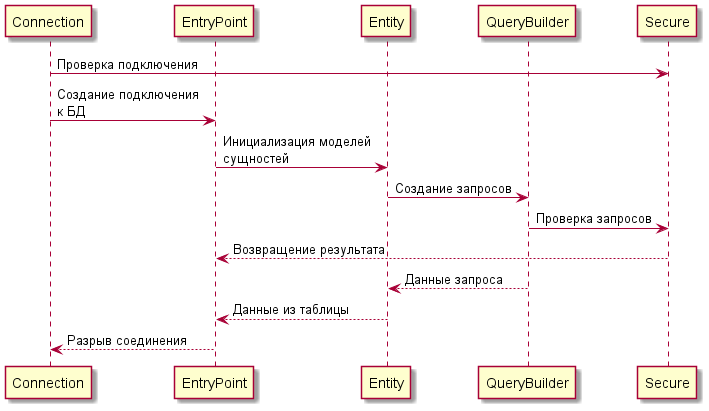 Connection EntryPoint Entity QueryBuilder Secure
Проверка подключения
Создание подключения
к БД
Инициализация моделей
сущностей
Создание запросов
Проверка запросов
Возвращение результата
Данные запроса
Данные из таблицы
Разрыв соединения
Connection EntryPoint Entity QueryBuilder Secure